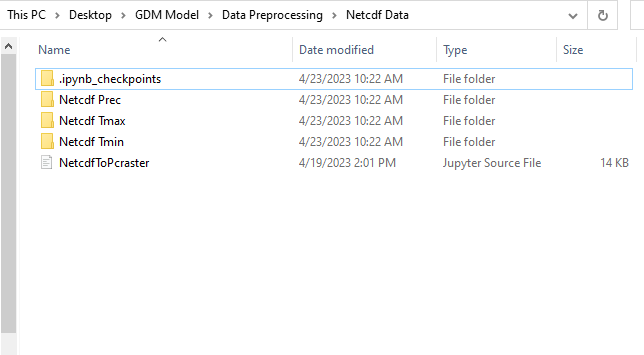 This PC > Desktop > GDM Model > Data Preprocessing > Netcdf Data
Name Date modified Type Size
.ipynb_checkpoints 4/23/2023 10:22 AM File folder
Netcdf Prec 4/23/2023 10:22 AM File folder
Netcdf Tmax 4/23/2023 10:22 AM File folder
Netcdf Tmin 4/23/2023 10:22 AM File folder
NetcdfToPcraster 4/19/2023 2:01 PM Jupyter Source File 14 KB